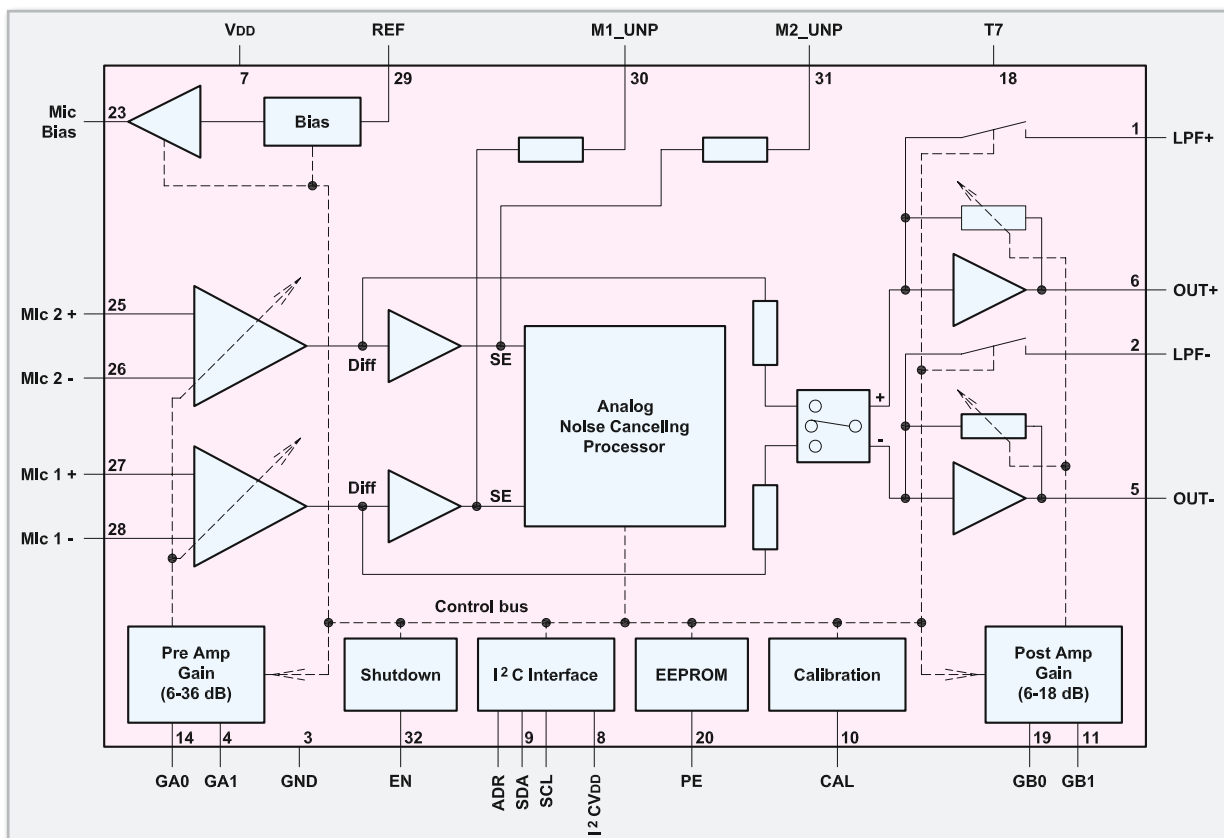 VDD REF M1_UNP M2_UNP T7
7 29 30 31 18
Mic
Bias
23
Bias
1 LPF+
MIc 2 + 25
6 OUT+
MIc 2 - 26
Diff SE
2 LPF-
Analog
Noise Canceling
Processor
+
-
MIc 1 + 27
Diff SE
5 OUT-
MIc 1 - 28
Control bus
Pre Amp
Gain
(6-36 dB)
Shutdown
I2C Interface
EEPROM
Calibration
Post Amp
Gain
(6-18 dB)
14 4 3 32 9 8 20 10 19 11
GA0 GA1 GND EN ADR SDA SCL I2CVDD PE CAL GB0 GB1